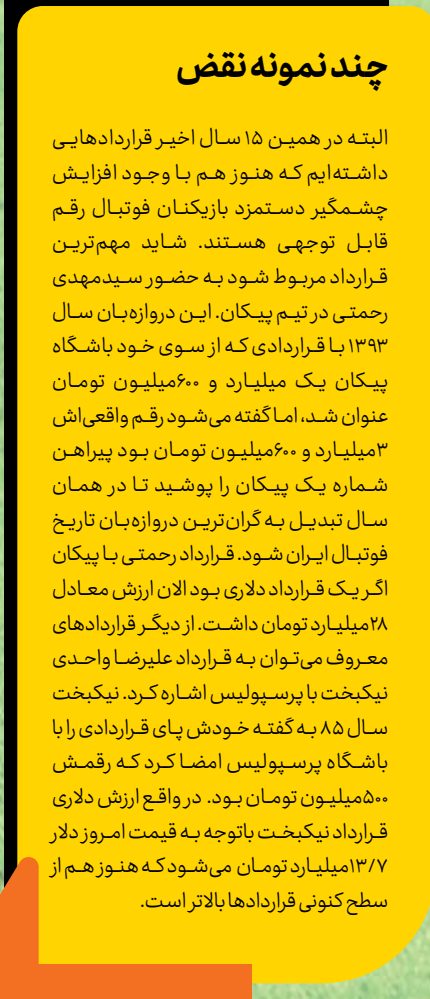 چند نمونه نقض
البته در همین ۱۵ سال اخیر قراردادهایی
داشته‌ایم که هنوز هم با وجود افزایش
چشمگیر دستمزد بازیکنان فوتبال رقم
قابل توجهی هستند. شاید مهم‌ترین
قرارداد مربوط شود به حضور سیدمهدی
رحمتی در تیم پیکان. این دروازه‌بان سال
۱۳۹۳ با قراردادی که از سوی خود باشگاه
پیکان یک میلیارد و ۶۰۰میلیون تومان
عنوان شد، اما گفته می‌شود رقم واقعی‌اش
۳میلیارد و ۶۰۰میلیون تومان بود پیراهن
شماره یک پیکان را پوشید تا در همان
سال تبدیل به گران‌ترین دروازه‌بان تاریخ
فوتبال ایران شود. قرارداد رحمتی با پیکان
اگر یک قرارداد دلاری بود الان ارزش معادل
۲۸میلیارد تومان داشت. از دیگر قراردادهای
معروف می‌توان به قرارداد علیرضا واحدی
نیکبخت با پرسپولیس اشاره کرد. نیکبخت
سال ۸۵ به گفته خودش پای قراردادی را با
باشگاه پرسپولیس امضا کرد که رقمش
۵۰۰میلیون تومان بود. در واقع ارزش دلاری
قرارداد نیکبخت باتوجه به قیمت امروز دلار
۱۳/۷میلیارد تومان می‌شود که هنوز هم از
سطح کنونی قراردادها بالاتر است.